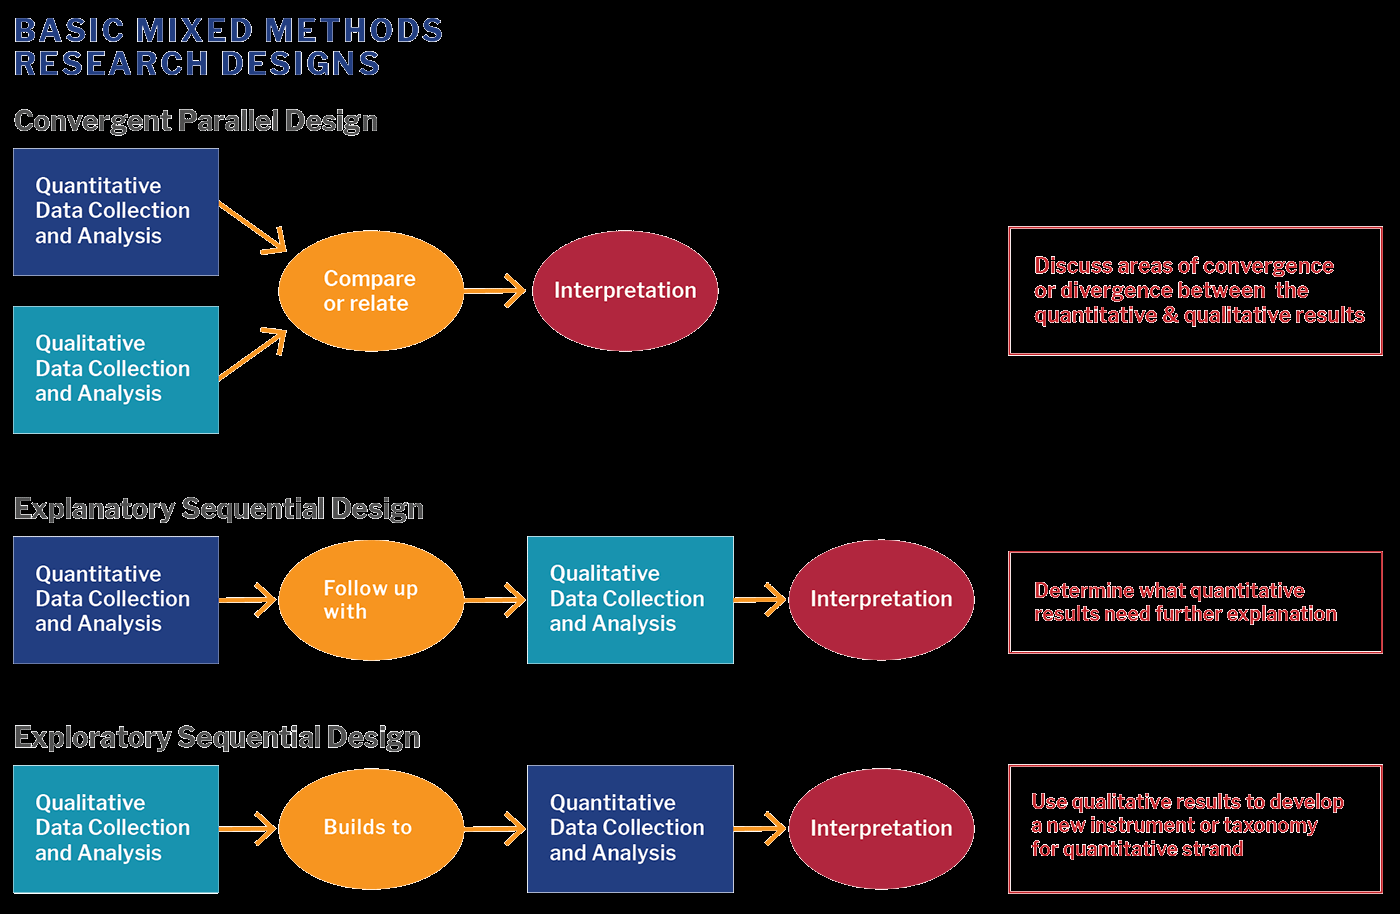 BASIC MIXED METHODS
RESEARCH DESIGNS
Convergent Parallel Design
Quantitative
Data Collection
and Analysis
Qualitative
Data Collection
and Analysis
Compare
or relate
Interpretation
Discuss areas of convergence
or divergence between the
quantitative & qualitative results
Explanatory Sequential Design
Quantitative
Data Collection
and Analysis
Follow up
with
Qualitative
Data Collection
and Analysis
Interpretation
Determine what quantitative
results need further explanation
Exploratory Sequential Design
Qualitative
Data Collection
and Analysis
Builds to
Quantitative
Data Collection
and Analysis
Interpretation
Use qualitative results to develop
a new instrument or taxonomy
for quantitative strand